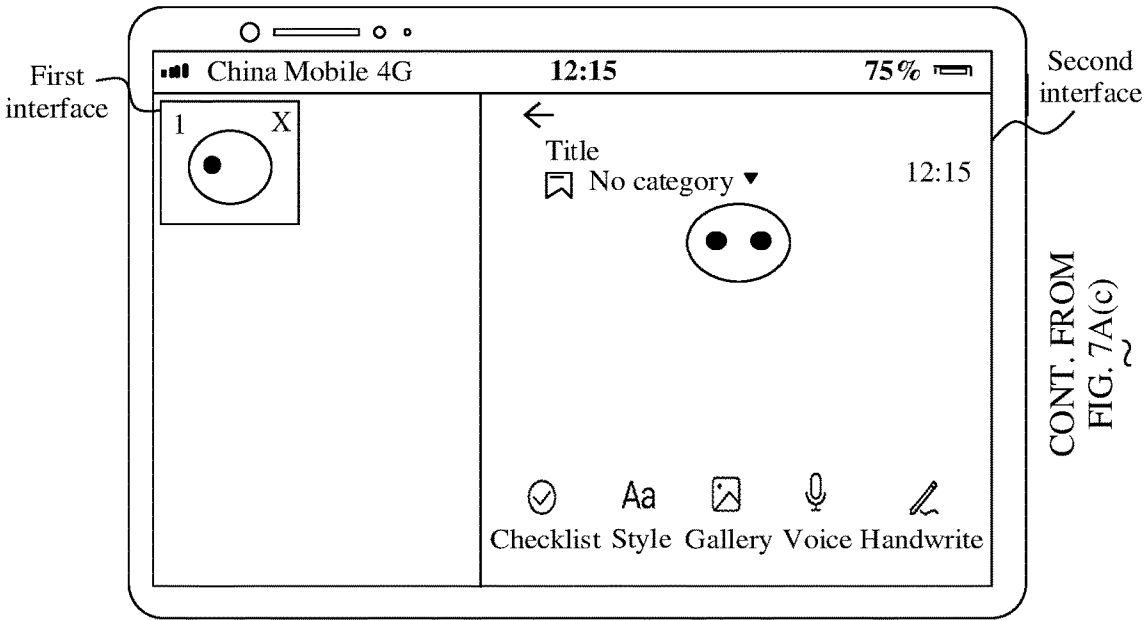 China Mobile 4G 12:15 75%
First
interface
Second
interface
1 X
Title
No category
12:15
CONT. FROM
FIG. 7A(c)
Aa
Checklist Style Gallery Voice Handwrite